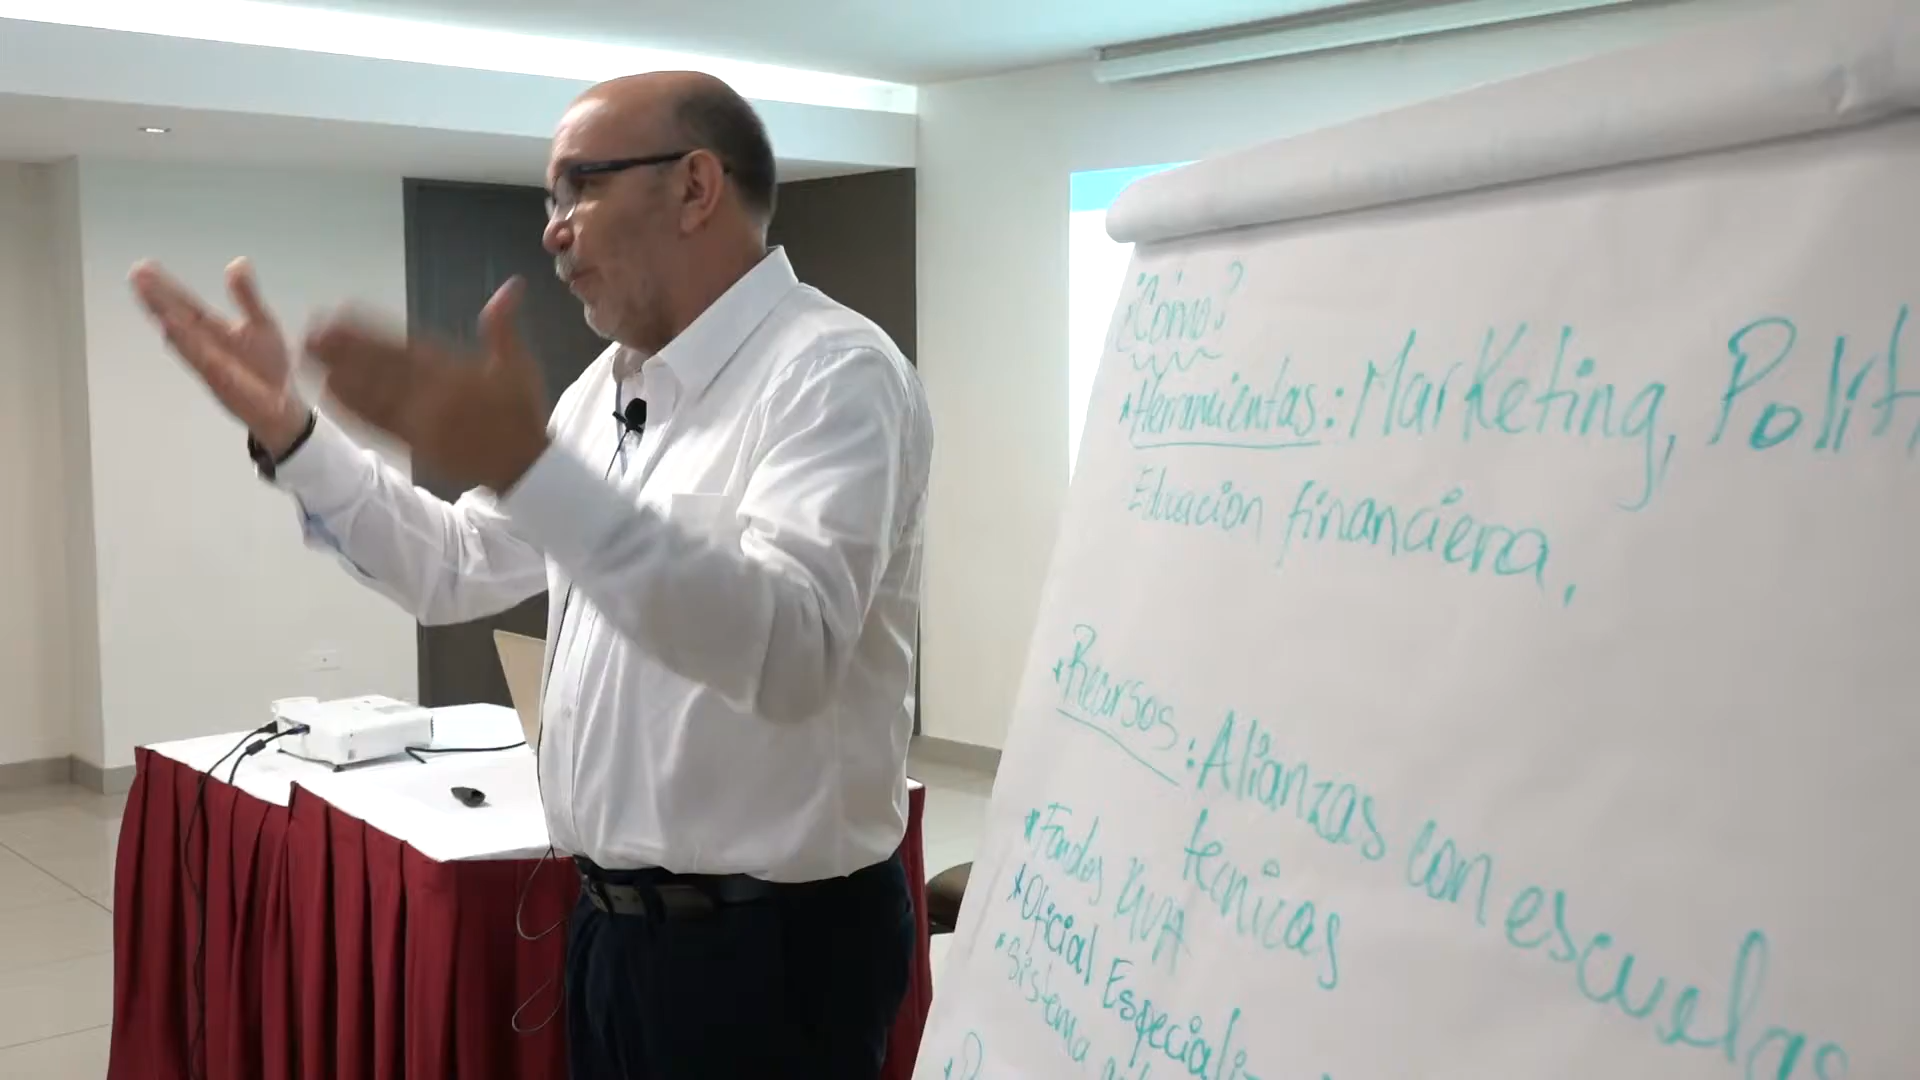 ¿Cómo?
* Herramientas: Marketing, Polít
Educación financiera.
* Recursos: Alianzas con escuelas
técnicas
* Fondos
* Oficial Especiali
* Sistema